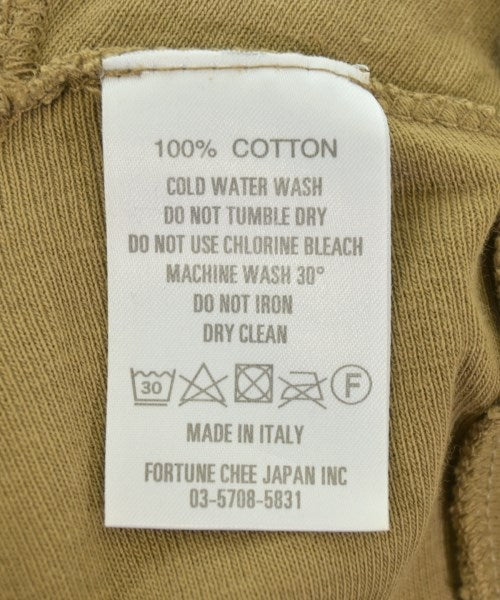 100% COTTON
COLD WATER WASH
DO NOT TUMBLE DRY
DO NOT USE CHLORINE BLEACH
MACHINE WASH 30°
DO NOT IRON
DRY CLEAN
30 F
MADE IN ITALY
FORTUNE CHEE JAPAN INC
03-5708-5831